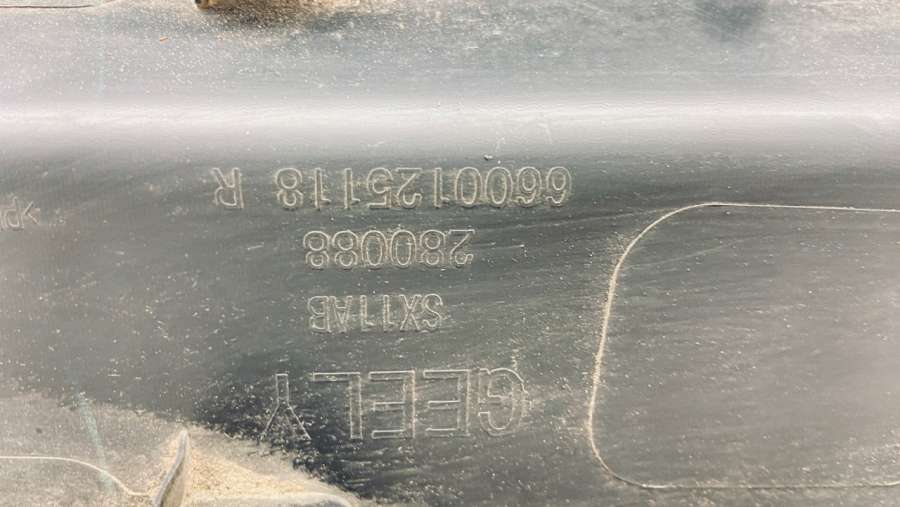 GEELY
SX11AB
280088
6600125118 R